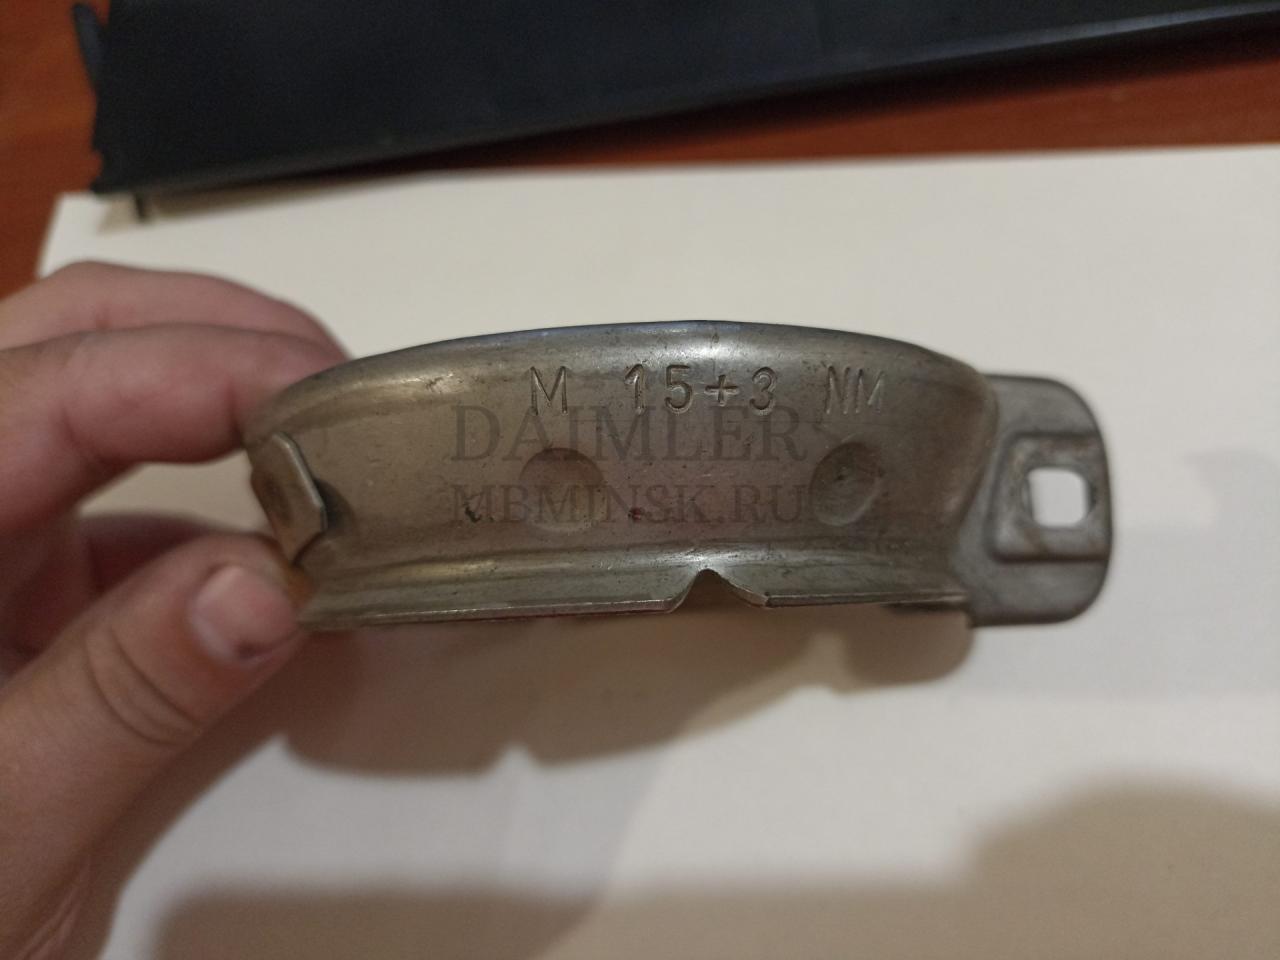 M 15+3 NM
DAIMLER
MBMINSK.RU